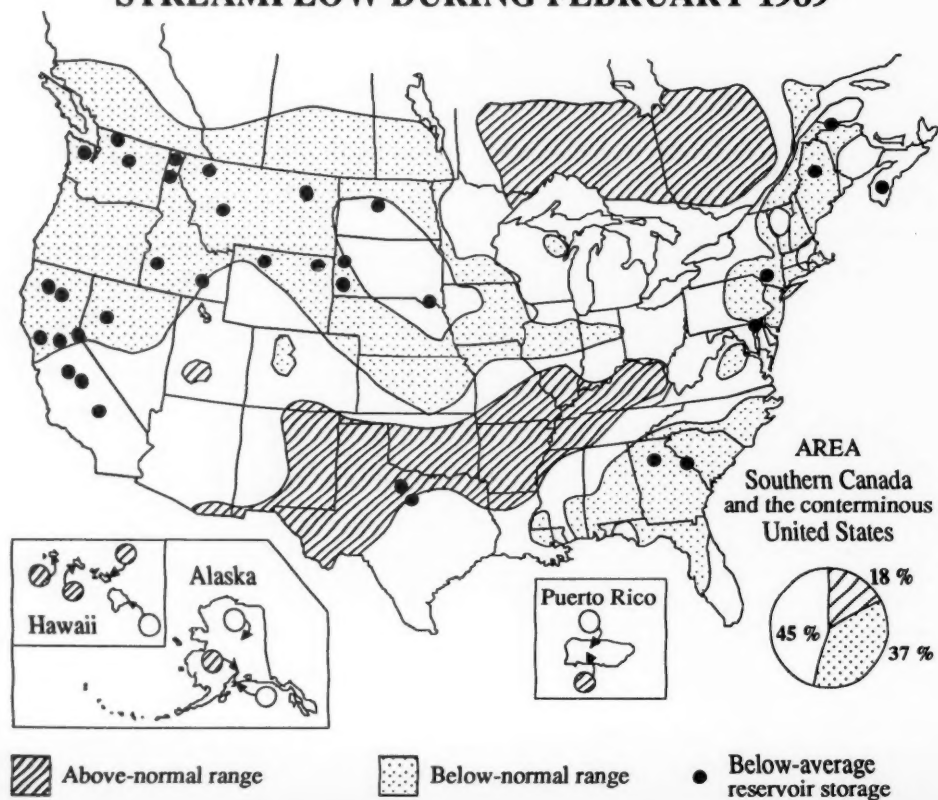 STREAMFLOW DURING FEBRUARY 1989
AREA
Southern Canada
and the conterminous
United States
18 %
45 %
37 %
Hawaii
Alaska
Puerto Rico
Above-normal range
Below-normal range
Below-average
reservoir storage